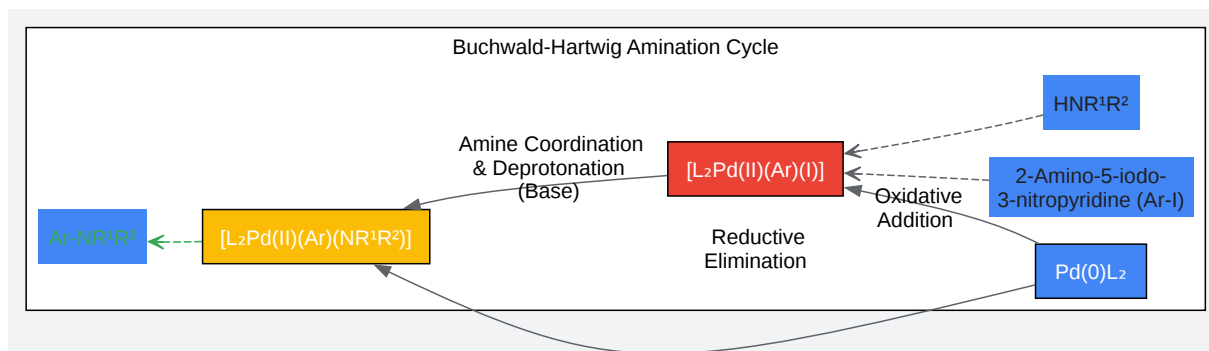 Buchwald-Hartwig Amination Cycle
HNR¹R²
Amine Coordination
& Deprotonation
(Base)
[L₂Pd(II)(Ar)(I)]
2-Amino-5-iodo-
3-nitropyridine (Ar-I)
Oxidative
Addition
Ar-NR¹R²
[L₂Pd(II)(Ar)(NR¹R²)]
Reductive
Elimination
Pd(0)L₂